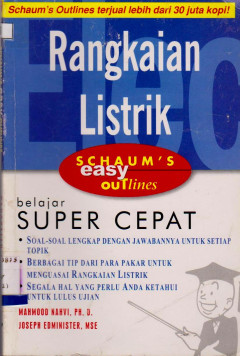 Schaum's Outlines terjual lebih dari 30 juta kopi!
Rangkaian
Listrik
SCHAUM'S
easy
OUTlines
belajar
SUPER CEPAT
• SOAL-SOAL LENGKAP DENGAN JAWABANNYA UNTUK SETIAP
TOPIK
• BERBAGAI TIP DARI PARA PAKAR UNTUK
MENGUASAI RANGKAIAN LISTRIK
• SEGALA HAL YANG PERLU ANDA KETAHUI
UNTUK LULUS UJIAN
MAHMOOD NAHVI, PH. D.
JOSEPH EDMINISTER, MSE